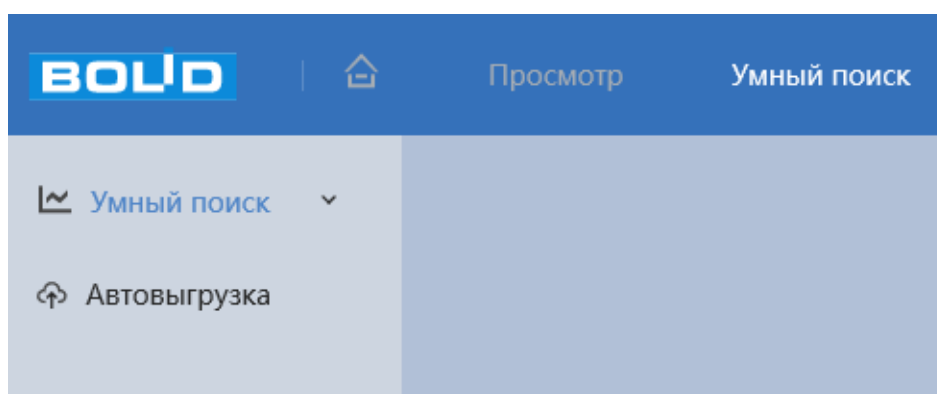 BOLID
Просмотр
Умный поиск
Умный поиск
Автовыгрузка